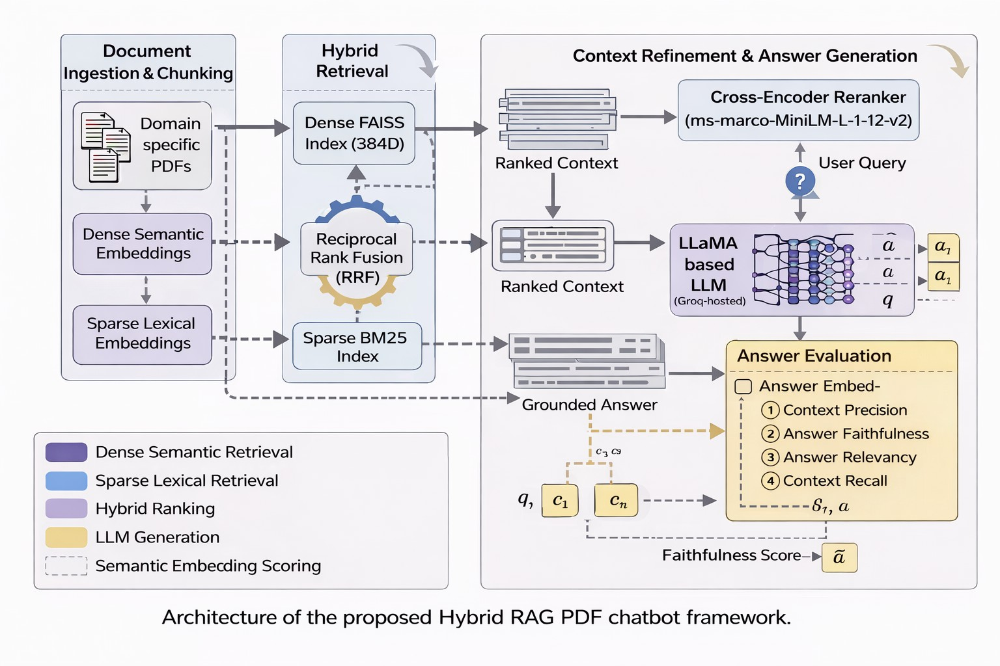 Document
Ingestion & Chunking
Domain
specific
PDFs
Dense Semantic
Embeddings
Sparse Lexical
Embeddings
Hybrid
Retrieval
Dense FAISS
Index (384D)
Reciprocal
Rank Fusion
(RRF)
Sparse BM25
Index
Context Refinement & Answer Generation
Ranked Context
Cross-Encoder Reranker
(ms-marco-MiniLM-L-1-12-v2)
User Query
?
Ranked Context
LLaMA
based
LLM
(Groq-hosted)
a
a
q
a₁
a₁
Grounded Answer
q,
c₁
cₙ
Answer Evaluation
Answer Embed-
1 Context Precision
2 Answer Faithfulness
3 Answer Relevancy
4 Context Recall
Faithfulness Score
ã
Dense Semantic Retrieval
Sparse Lexical Retrieval
Hybrid Ranking
LLM Generation
Semantic Embecding Scoring
Architecture of the proposed Hybrid RAG PDF chatbot framework.